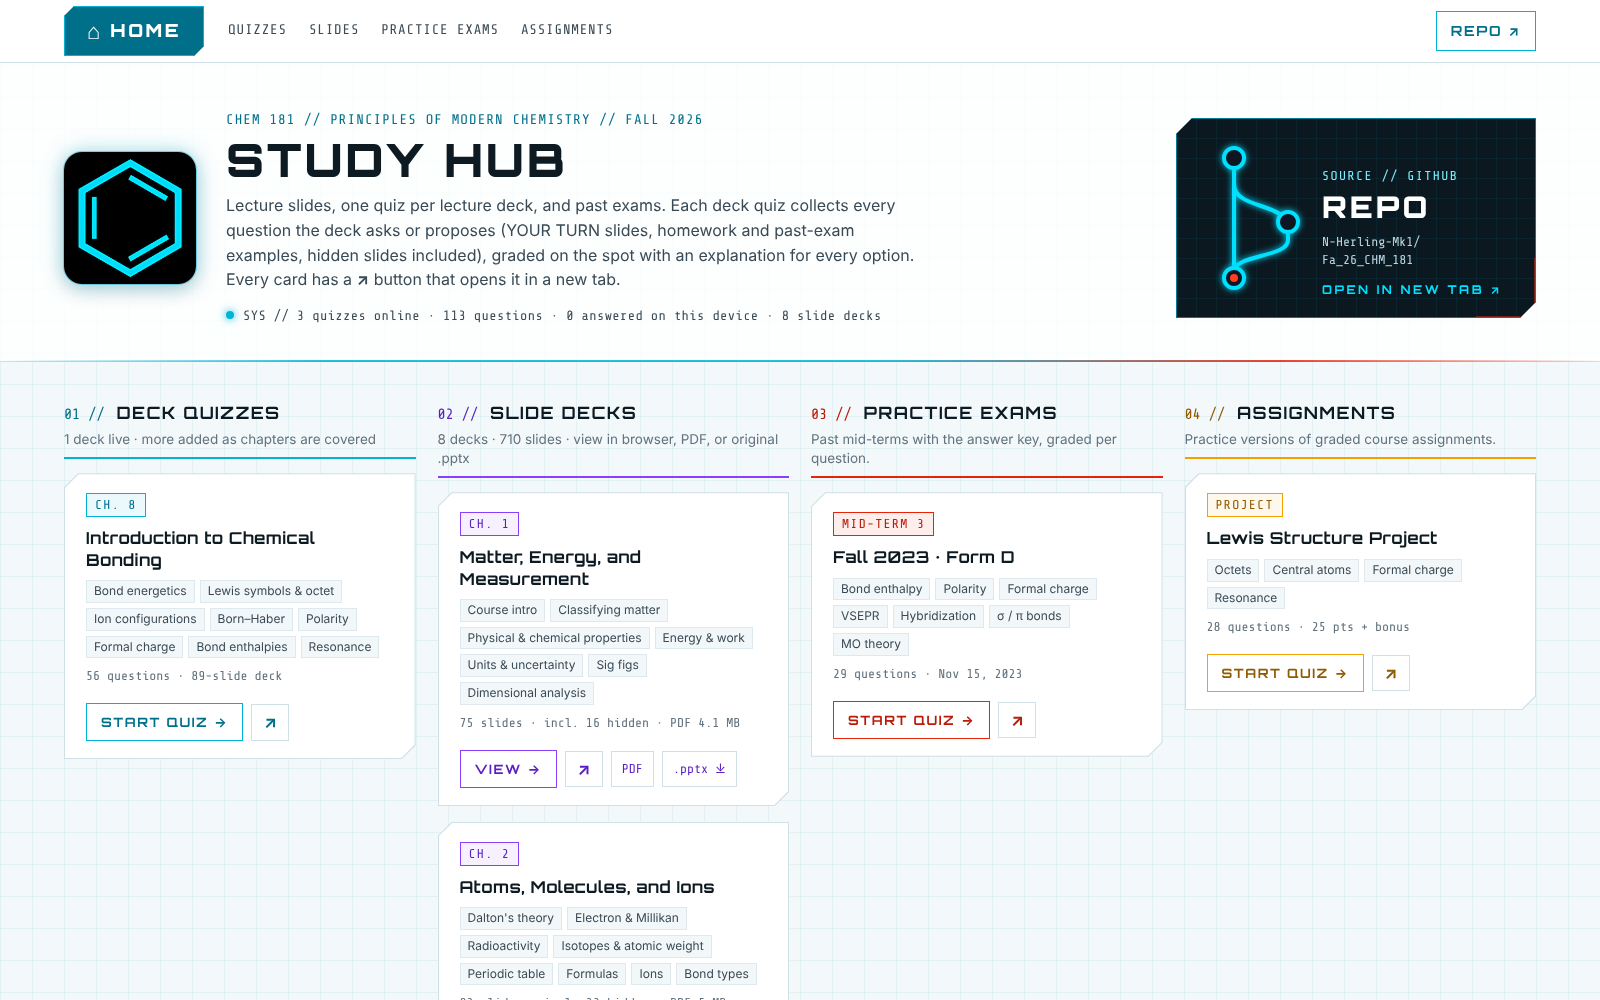 ⌂ HOME
QUIZZES
SLIDES
PRACTICE EXAMS
ASSIGNMENTS
REPO ↗
CHEM 181 // PRINCIPLES OF MODERN CHEMISTRY // FALL 2026
STUDY HUB
Lecture slides, one quiz per lecture deck, and past exams. Each deck quiz collects every
question the deck asks or proposes (YOUR TURN slides, homework and past-exam
examples, hidden slides included), graded on the spot with an explanation for every option.
Every card has a ↗ button that opens it in a new tab.
SYS // 3 quizzes online · 113 questions · 0 answered on this device · 8 slide decks
SOURCE // GITHUB
REPO
N-Herling-Mk1/
Fa_26_CHM_181
OPEN IN NEW TAB ↗
01 // DECK QUIZZES
1 deck live · more added as chapters are covered
CH. 8
Introduction to Chemical
Bonding
Bond energetics
Lewis symbols & octet
Ion configurations
Born–Haber
Polarity
Formal charge
Bond enthalpies
Resonance
56 questions · 89-slide deck
START QUIZ →
↗
02 // SLIDE DECKS
8 decks · 710 slides · view in browser, PDF, or original
.pptx
CH. 1
Matter, Energy, and
Measurement
Course intro
Classifying matter
Physical & chemical properties
Energy & work
Units & uncertainty
Sig figs
Dimensional analysis
75 slides · incl. 16 hidden · PDF 4.1 MB
VIEW →
↗
PDF
.pptx ↓
CH. 2
Atoms, Molecules, and Ions
Dalton's theory
Electron & Millikan
Radioactivity
Isotopes & atomic weight
Periodic table
Formulas
Ions
Bond types
03 // PRACTICE EXAMS
Past mid-terms with the answer key, graded per
question.
MID-TERM 3
Fall 2023 · Form D
Bond enthalpy
Polarity
Formal charge
VSEPR
Hybridization
σ / π bonds
MO theory
29 questions · Nov 15, 2023
START QUIZ →
↗
04 // ASSIGNMENTS
Practice versions of graded course assignments.
PROJECT
Lewis Structure Project
Octets
Central atoms
Formal charge
Resonance
28 questions · 25 pts + bonus
START QUIZ →
↗